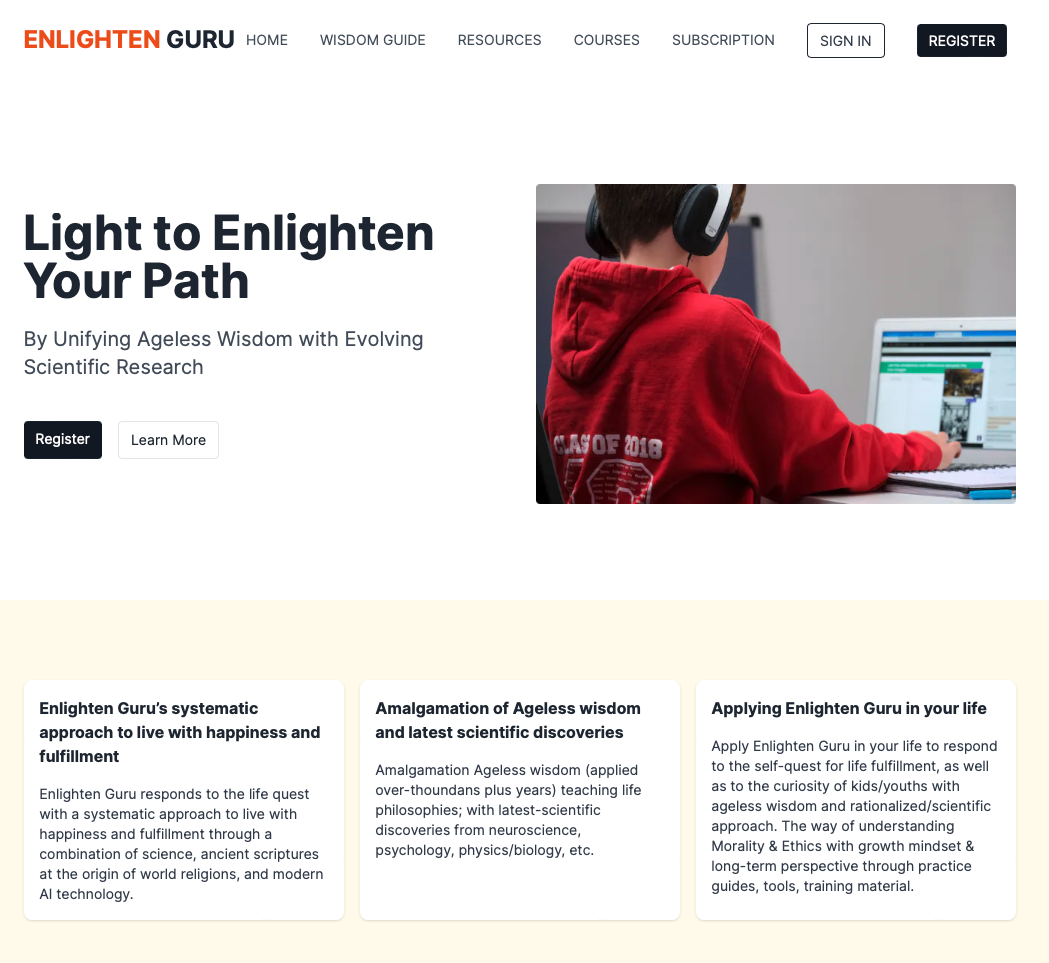 ENLIGHTEN GURU HOME WISDOM GUIDE RESOURCES COURSES SUBSCRIPTION SIGN IN REGISTER
Light to Enlighten
Your Path
By Unifying Ageless Wisdom with Evolving
Scientific Research
Register Learn More
CLASS OF 2018
Enlighten Guru’s systematic
approach to live with happiness and
fulfillment
Enlighten Guru responds to the life quest
with a systematic approach to live with
happiness and fulfillment through a
combination of science, ancient scriptures
at the origin of world religions, and modern
AI technology.
Amalgamation of Ageless wisdom
and latest scientific discoveries
Amalgamation Ageless wisdom (applied
over-thoundans plus years) teaching life
philosophies; with latest-scientific
discoveries from neuroscience,
psychology, physics/biology, etc.
Applying Enlighten Guru in your life
Apply Enlighten Guru in your life to respond
to the self-quest for life fulfillment, as well
as to the curiosity of kids/youths with
ageless wisdom and rationalized/scientific
approach. The way of understanding
Morality & Ethics with growth mindset &
long-term perspective through practice
guides, tools, training material.